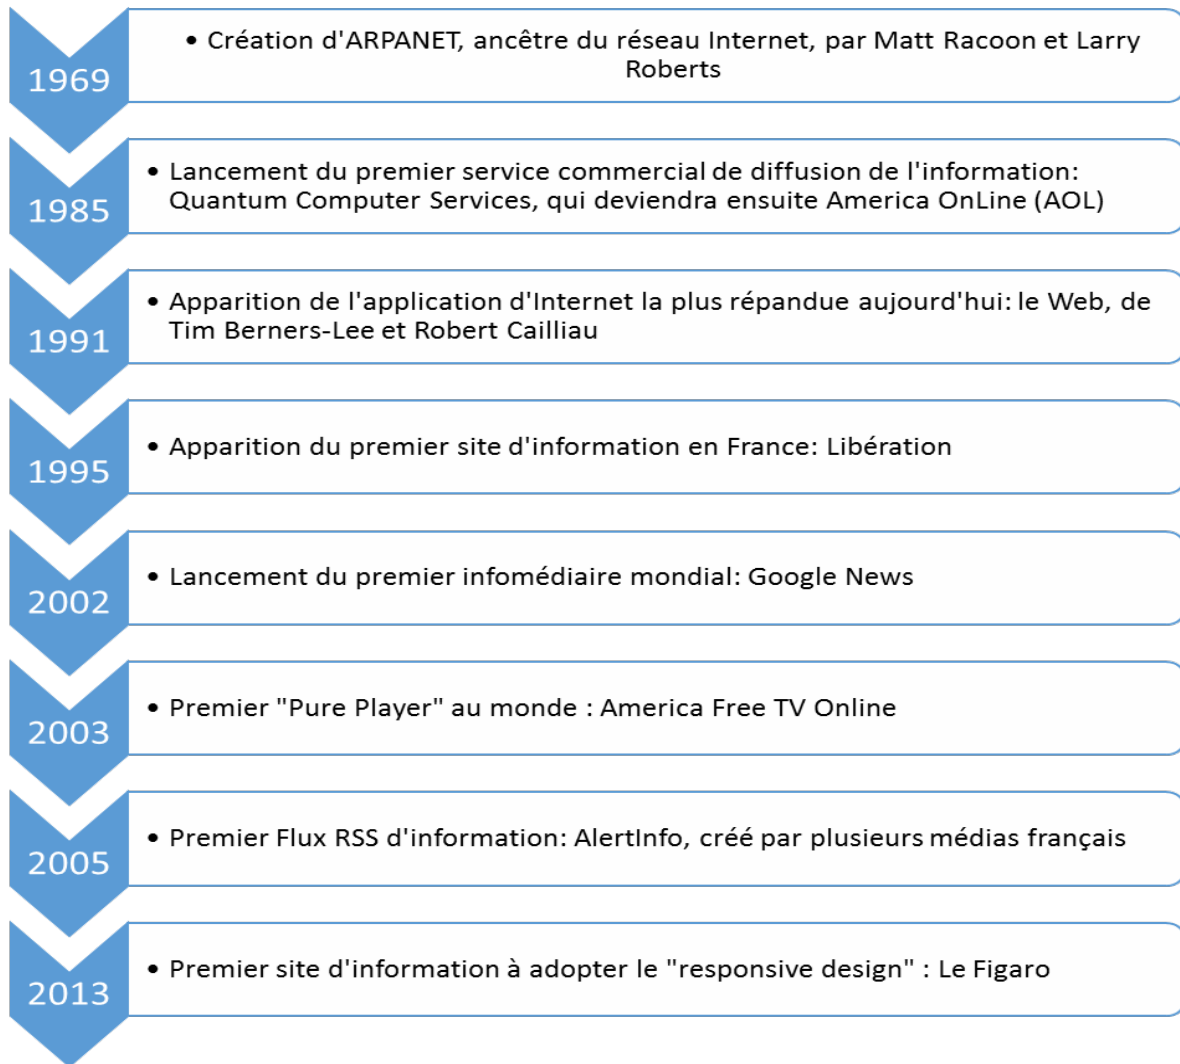 1969
• Création d'ARPANET, ancêtre du réseau Internet, par Matt Racoon et Larry
Roberts
1985
• Lancement du premier service commercial de diffusion de l'information:
Quantum Computer Services, qui deviendra ensuite America OnLine (AOL)
1991
• Apparition de l'application d'Internet la plus répandue aujourd'hui: le Web, de
Tim Berners-Lee et Robert Cailliau
1995
• Apparition du premier site d'information en France: Libération
2002
• Lancement du premier infomédiaire mondial: Google News
2003
• Premier "Pure Player" au monde : America Free TV Online
2005
• Premier Flux RSS d'information: AlertInfo, créé par plusieurs médias français
2013
• Premier site d'information à adopter le "responsive design" : Le Figaro